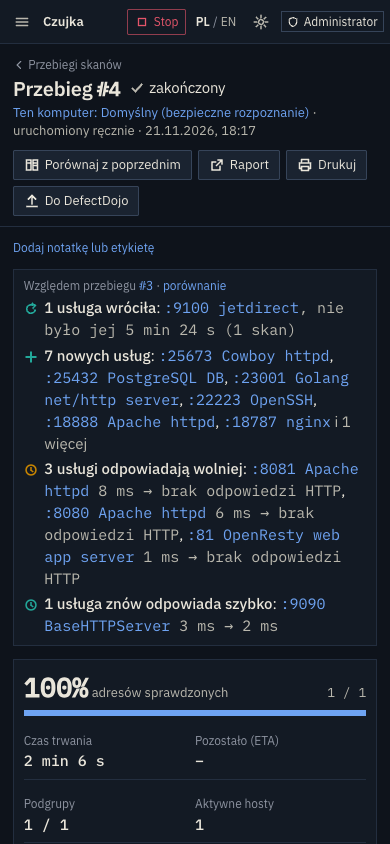 Czujka
Stop
PL / EN
Administrator
Przebiegi skanów
Przebieg #4 zakończony
Ten komputer: Domyślny (bezpieczne rozpoznanie) ·
uruchomiony ręcznie · 21.11.2026, 18:17
Porównaj z poprzednim
Raport
Drukuj
Do DefectDojo
Dodaj notatkę lub etykietę
Względem przebiegu #3 · porównanie
1 usługa wróciła: :9100 jetdirect, nie
było jej 5 min 24 s (1 skan)
7 nowych usług: :25673 Cowboy httpd,
:25432 PostgreSQL DB, :23001 Golang
net/http server, :22223 OpenSSH,
:18888 Apache httpd, :18787 nginx i 1
więcej
3 usługi odpowiadają wolniej: :8081 Apache
httpd 8 ms → brak odpowiedzi HTTP,
:8080 Apache httpd 6 ms → brak
odpowiedzi HTTP, :81 OpenResty web
app server 1 ms → brak odpowiedzi
HTTP
1 usługa znów odpowiada szybko: :9090
BaseHTTPServer 3 ms → 2 ms
100% adresów sprawdzonych 1 / 1
Czas trwania
2 min 6 s
Pozostało (ETA)
–
Podgrupy
1 / 1
Aktywne hosty
1